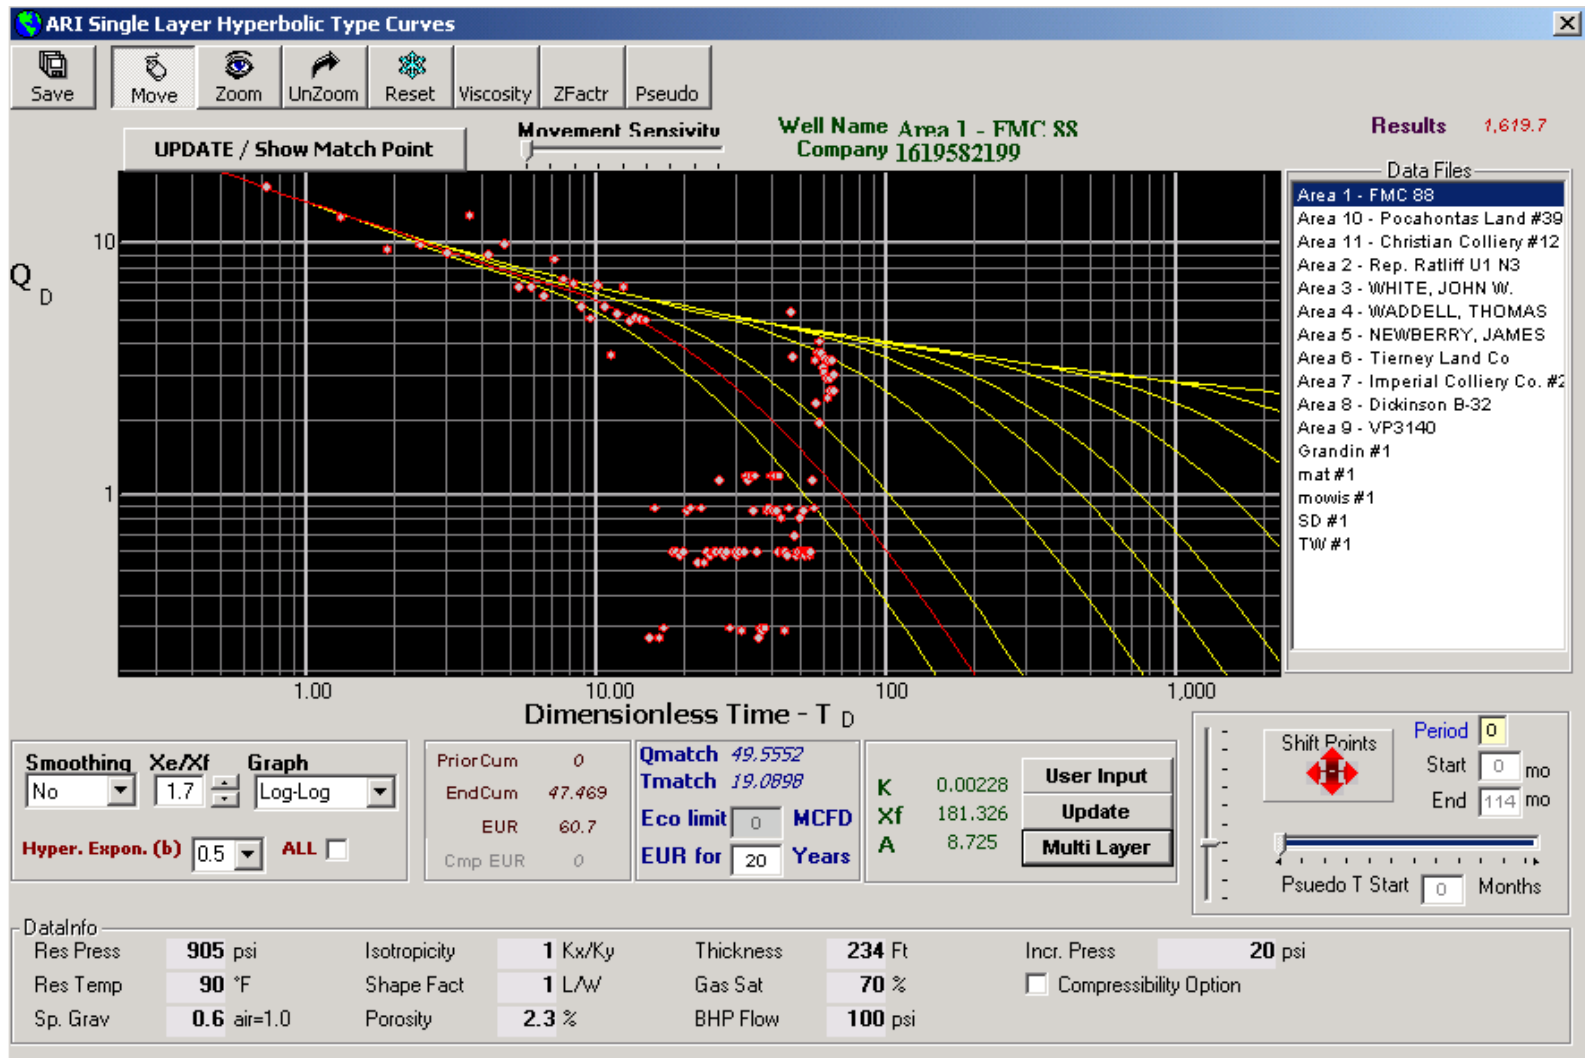 ARI Single Layer Hyperbolic Type Curves
Save Move Zoom UnZoom Reset Viscosity ZFactr Pseudo
UPDATE / Show Match Point
Movement Sensivity
Well Name Area 1 - FMC 88
Company 1619582199
Results 1,619.7
Data Files
Area 1 - FMC 88
Area 10 - Pocahontas Land #39
Area 11 - Christian Colliery #12
Area 2 - Rep. Ratliff U1 N3
Area 3 - WHITE, JOHN W.
Area 4 - WADDELL, THOMAS
Area 5 - NEWBERRY, JAMES
Area 6 - Tierney Land Co
Area 7 - Imperial Colliery Co. #2
Area 8 - Dickinson B-32
Area 9 - VP3140
Grandin #1
mat #1
mowis #1
SD #1
TW #1
Q D
10
1
1.00 10.00 100 1,000
Dimensionless Time - T D
Smoothing Xe/Xf Graph
No 1.7 Log-Log
Hyper. Expon. (b) 0.5 ALL
PriorCum 0
EndCum 47.469
EUR 60.7
Cmp EUR 0
Qmatch 49.5552
Tmatch 19.0898
Eco limit 0 MCFD
EUR for 20 Years
K 0.00228
Xf 181.326
A 8.725
User Input
Update
Multi Layer
Shift Points
Period 0
Start 0 mo
End 114 mo
Psuedo T Start 0 Months
DataInfo
Res Press 905 psi Isotropicity 1 Kx/Ky Thickness 234 Ft Incr. Press 20 psi
Res Temp 90 °F Shape Fact 1 L/W Gas Sat 70 % Compressibility Option
Sp. Grav 0.6 air=1.0 Porosity 2.3 % BHP Flow 100 psi